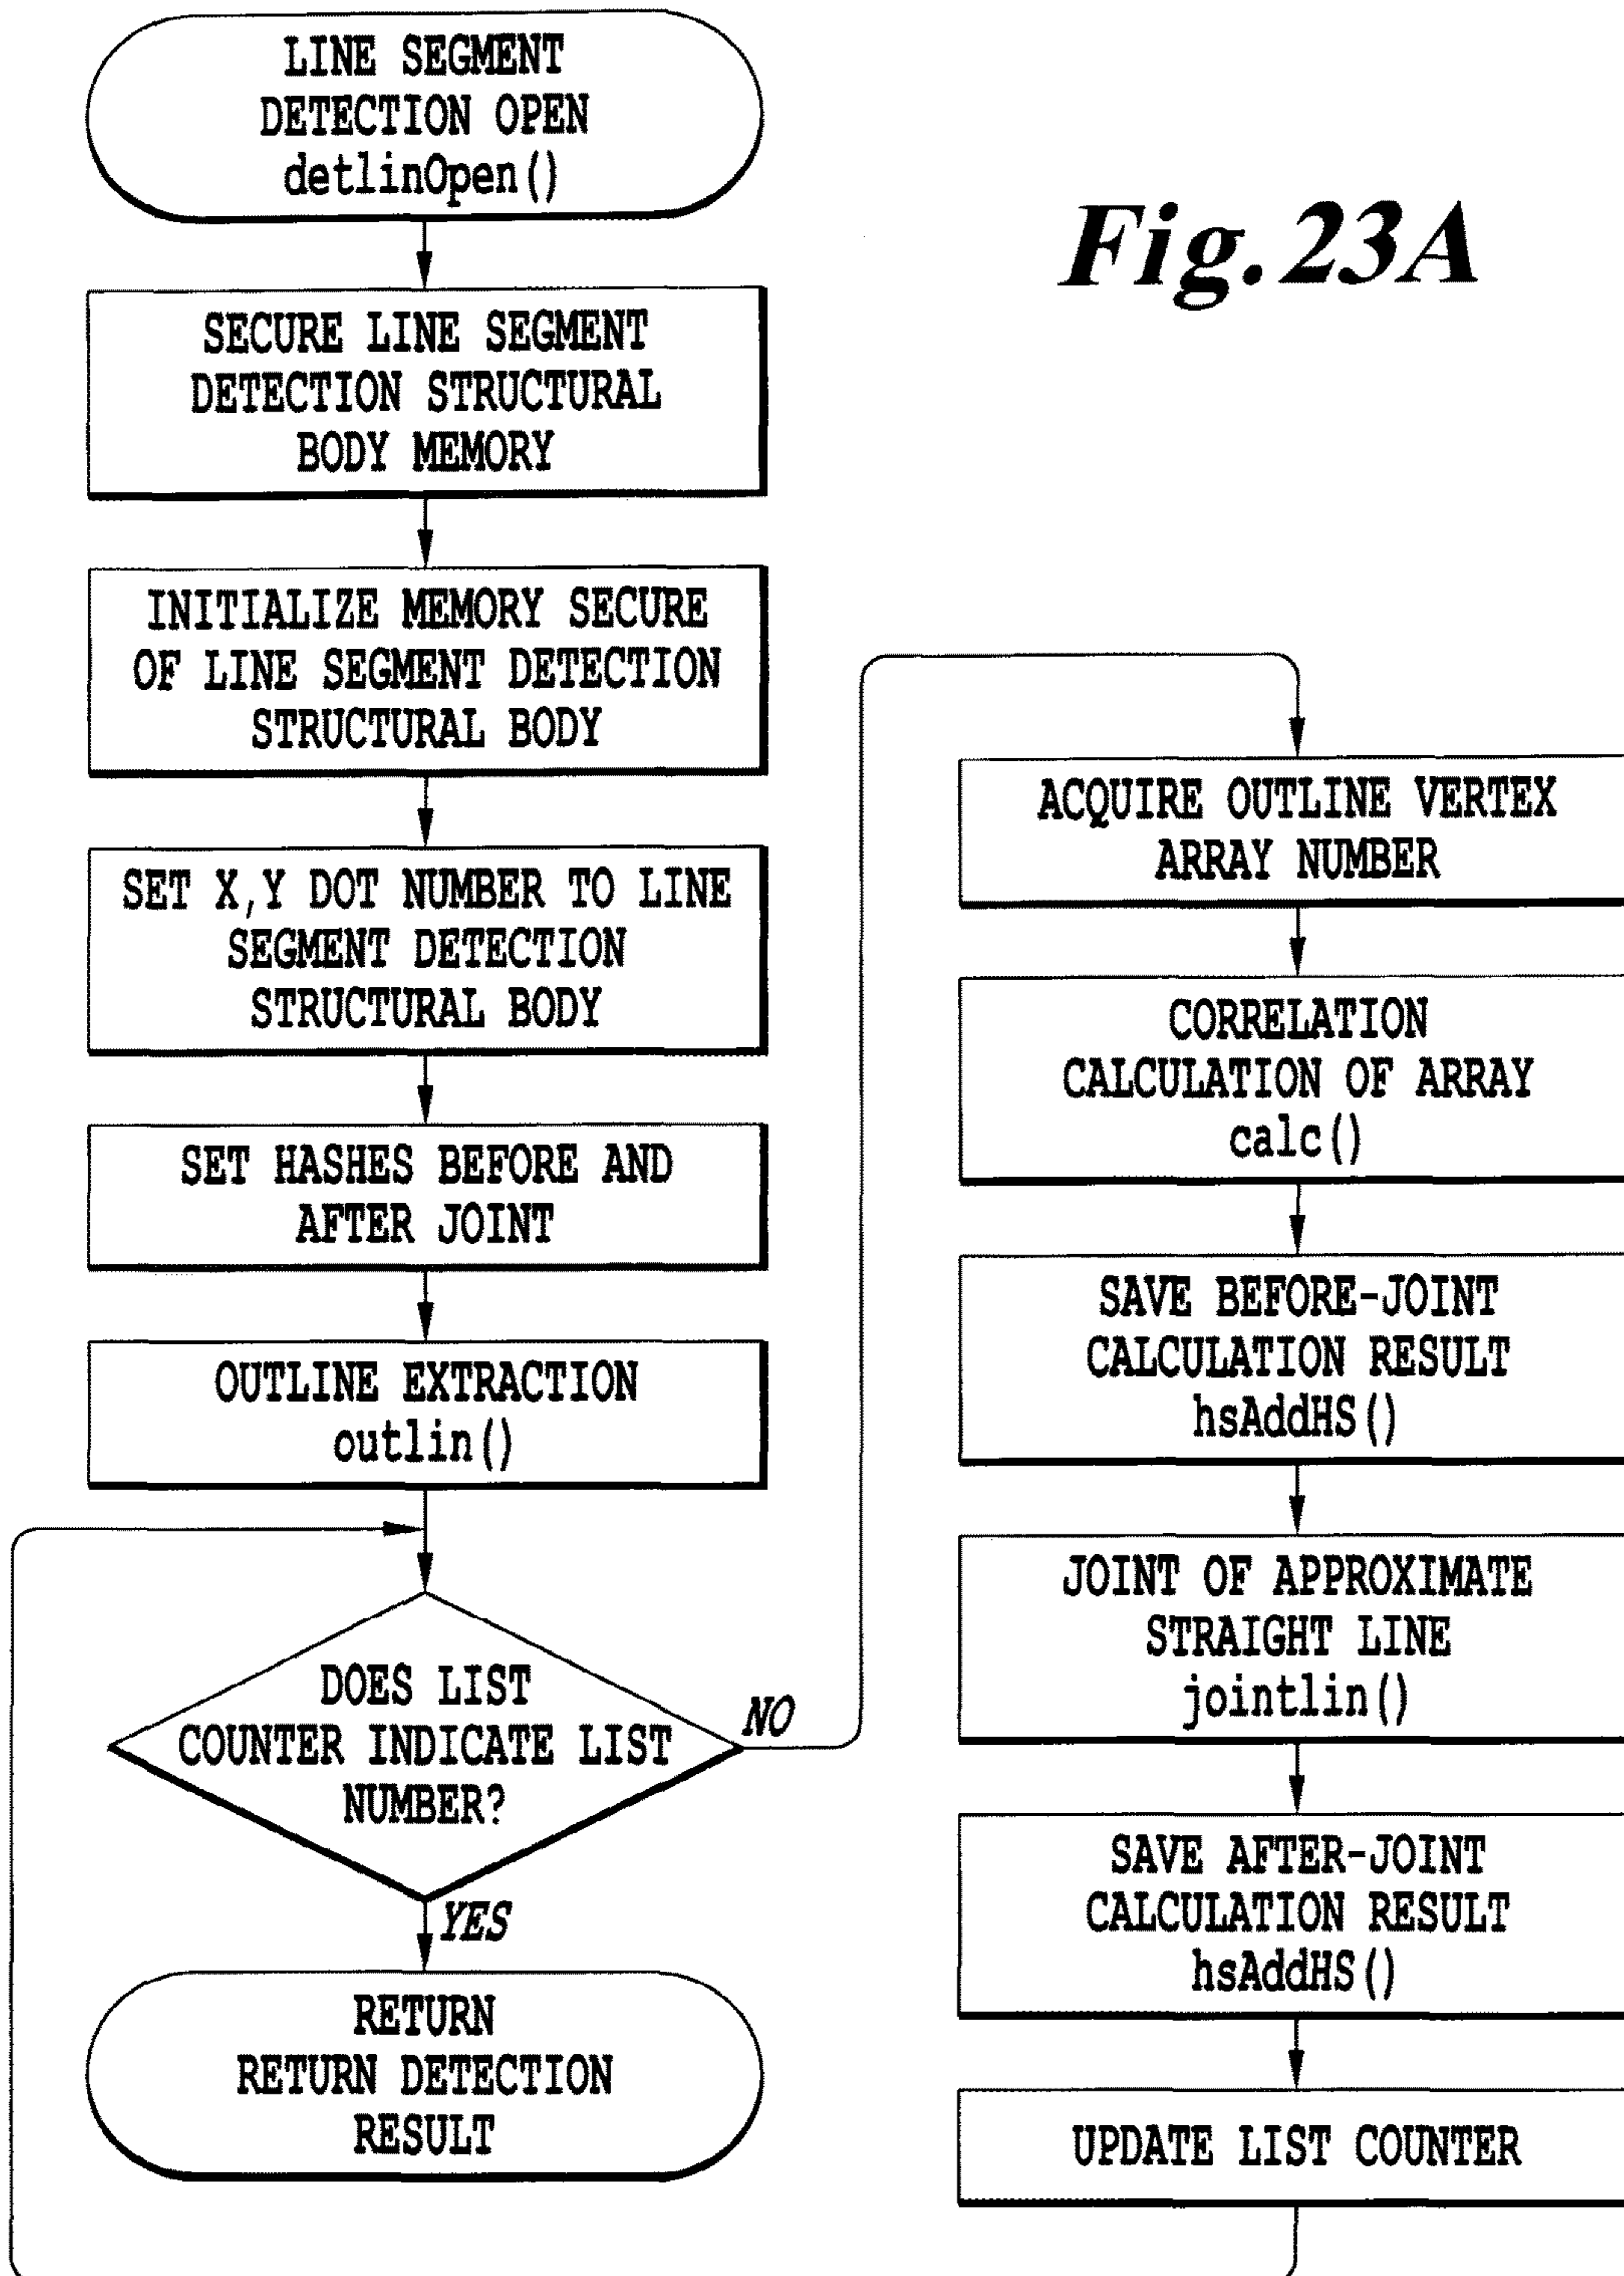 LINE SEGMENT
DETECTION OPEN
detlinOpen()
Fig.23A
SECURE LINE SEGMENT
DETECTION STRUCTURAL
BODY MEMORY
INITIALIZE MEMORY SECURE
OF LINE SEGMENT DETECTION
STRUCTURAL BODY
SET X,Y DOT NUMBER TO LINE
SEGMENT DETECTION
STRUCTURAL BODY
SET HASHES BEFORE AND
AFTER JOINT
OUTLINE EXTRACTION
outlin()
DOES LIST
COUNTER INDICATE LIST
NUMBER?
NO
YES
RETURN
RETURN DETECTION
RESULT
ACQUIRE OUTLINE VERTEX
ARRAY NUMBER
CORRELATION
CALCULATION OF ARRAY
calc()
SAVE BEFORE-JOINT
CALCULATION RESULT
hsAddHS()
JOINT OF APPROXIMATE
STRAIGHT LINE
jointlin()
SAVE AFTER-JOINT
CALCULATION RESULT
hsAddHS()
UPDATE LIST COUNTER